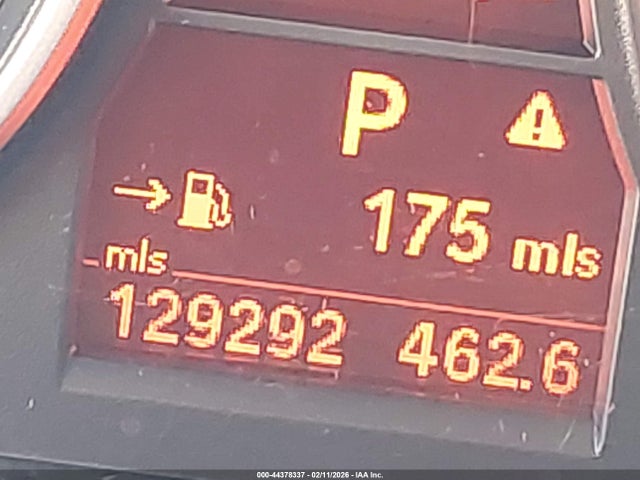 P
175 mls
mls
129292 462.6
000-44378337 - 02/11/2026 - IAA Inc.